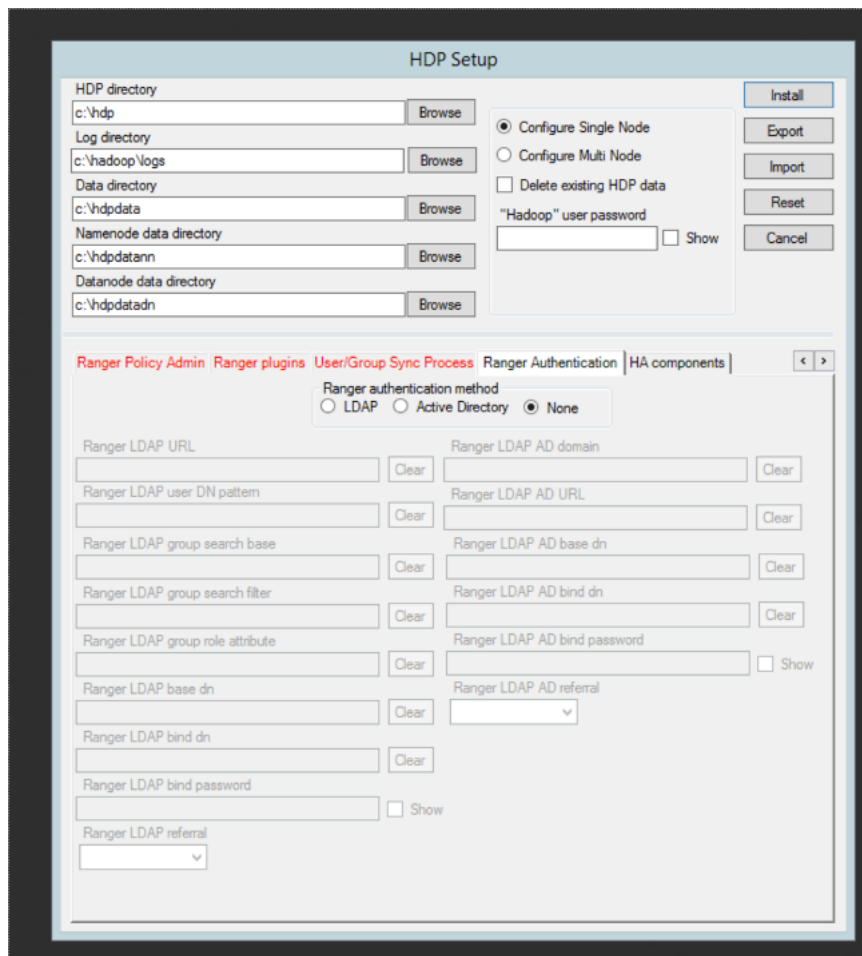 HDP Setup
HDP directory
c:\hdp
Browse
Log directory
c:\hadoop\logs
Browse
Data directory
c:\hdpdata
Browse
Namenode data directory
c:\hdpdatann
Browse
Datanode data directory
c:\hdpdatadn
Browse
Configure Single Node
Configure Multi Node
Delete existing HDP data
"Hadoop" user password
Show
Install
Export
Import
Reset
Cancel
Ranger Policy Admin Ranger plugins User/Group Sync Process Ranger Authentication HA components < >
Ranger authentication method
LDAP Active Directory None
Ranger LDAP URL
Clear
Ranger LDAP user DN pattern
Clear
Ranger LDAP group search base
Clear
Ranger LDAP group search filter
Clear
Ranger LDAP group role attribute
Clear
Ranger LDAP base dn
Clear
Ranger LDAP bind dn
Clear
Ranger LDAP bind password
Show
Ranger LDAP referral
Ranger LDAP AD domain
Clear
Ranger LDAP AD URL
Clear
Ranger LDAP AD base dn
Clear
Ranger LDAP AD bind dn
Clear
Ranger LDAP AD bind password
Show
Ranger LDAP AD referral